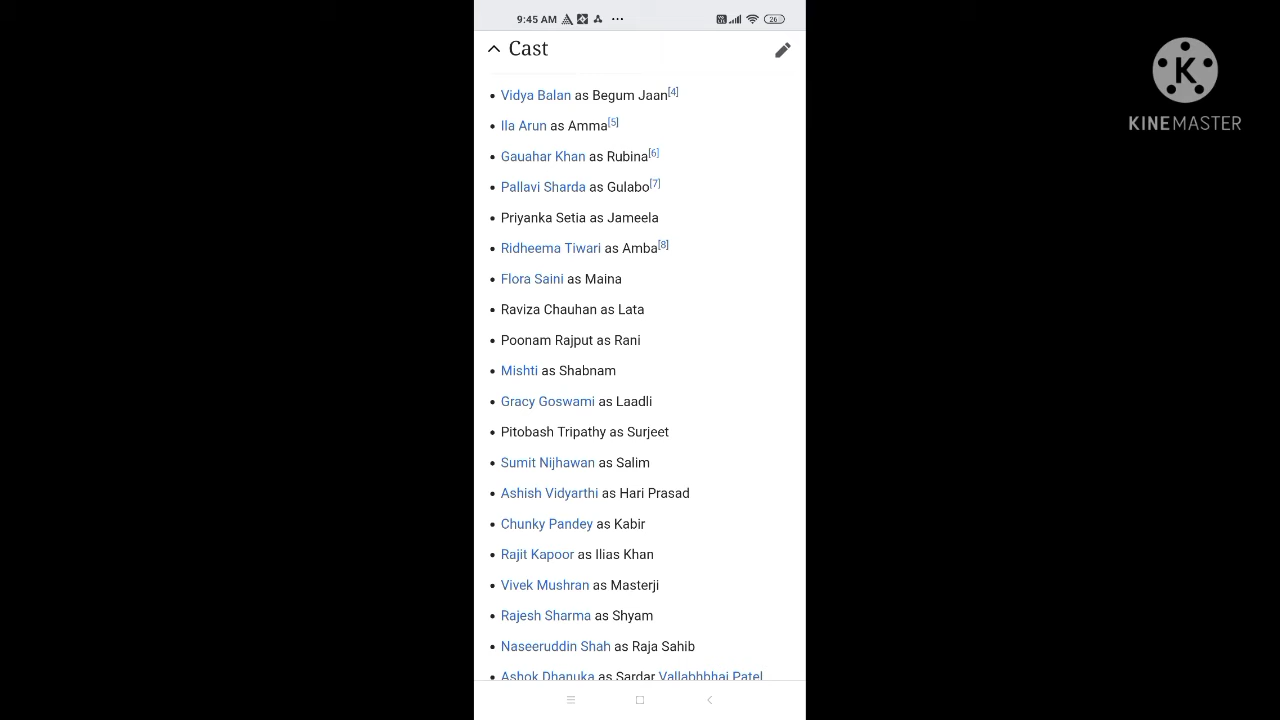 9:45 AM
26
Cast
Vidya Balan as Begum Jaan[4]
Ila Arun as Amma[5]
Gauahar Khan as Rubina[6]
Pallavi Sharda as Gulabo[7]
Priyanka Setia as Jameela
Ridheema Tiwari as Amba[8]
Flora Saini as Maina
Raviza Chauhan as Lata
Poonam Rajput as Rani
Mishti as Shabnam
Gracy Goswami as Laadli
Pitobash Tripathy as Surjeet
Sumit Nijhawan as Salim
Ashish Vidyarthi as Hari Prasad
Chunky Pandey as Kabir
Rajit Kapoor as Ilias Khan
Vivek Mushran as Masterji
Rajesh Sharma as Shyam
Naseeruddin Shah as Raja Sahib
Ashok Dhanuka as Sardar Vallabhbhai Patel
K
KINEMASTER